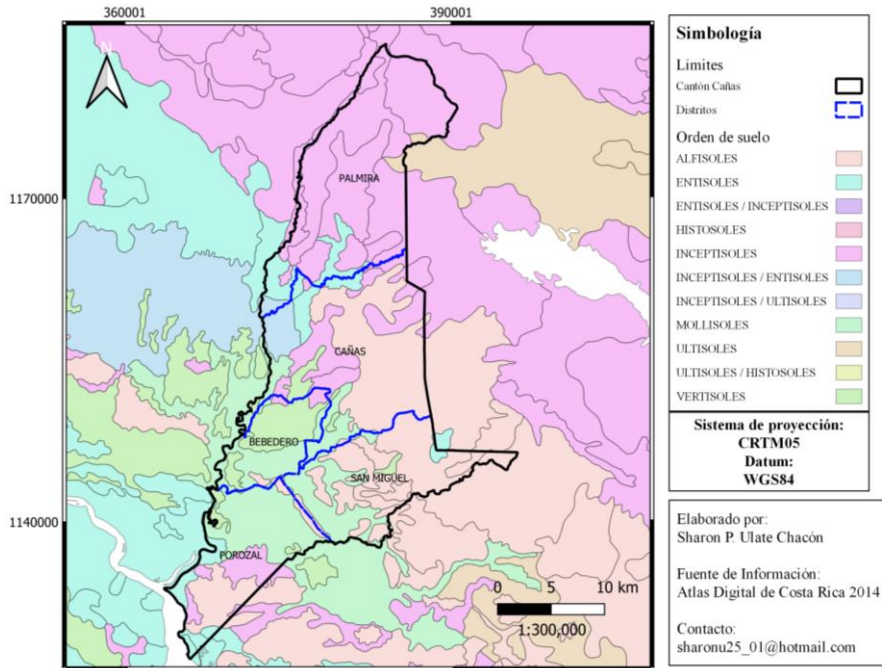 360001
390001
N
1170000
1140000
PALMIRA
CAÑAS
BEBEDERO
SAN MIGUEL
POROZAL
0 5 10 km
1:300,000
Simbología
Límites
Cantón Cañas
Distritos
Orden de suelo
ALFISOLES
ENTISOLES
ENTISOLES / INCEPTISOLES
HISTOSOLES
INCEPTISOLES
INCEPTISOLES / ENTISOLES
INCEPTISOLES / ULTISOLES
MOLLISOLES
ULTISOLES
ULTISOLES / HISTOSOLES
VERTISOLES
Sistema de proyección:
CRTM05
Datum:
WGS84
Elaborado por:
Sharon P. Ulate Chacón
Fuente de Información:
Atlas Digital de Costa Rica 2014
Contacto:
sharonu25_01@hotmail.com